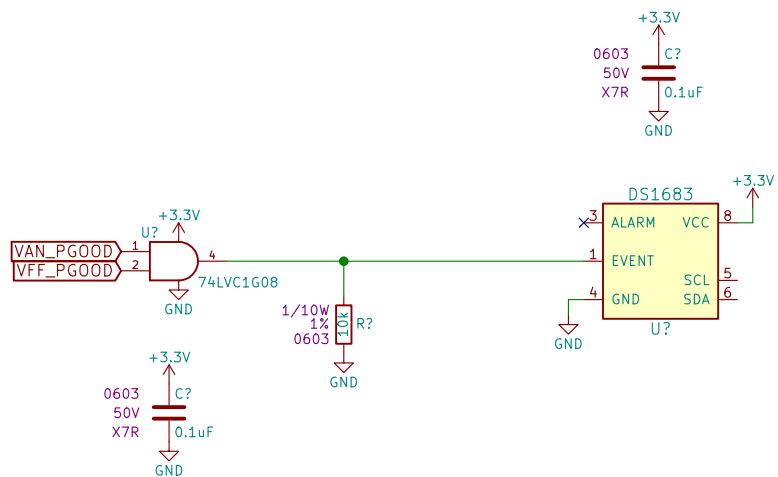 +3.3V
0603
C?
50V
X7R
0.1uF
GND
DS1683
+3.3V
3
ALARM
VCC
8
1
EVENT
SCL
5
4
GND
SDA
6
U?
GND
+3.3V
U?
VAN_PGOOD
1
VFF_PGOOD
2
4
74LVC1G08
GND
1/10W
1%
0603
10k
R?
GND
+3.3V
0603
C?
50V
X7R
0.1uF
GND